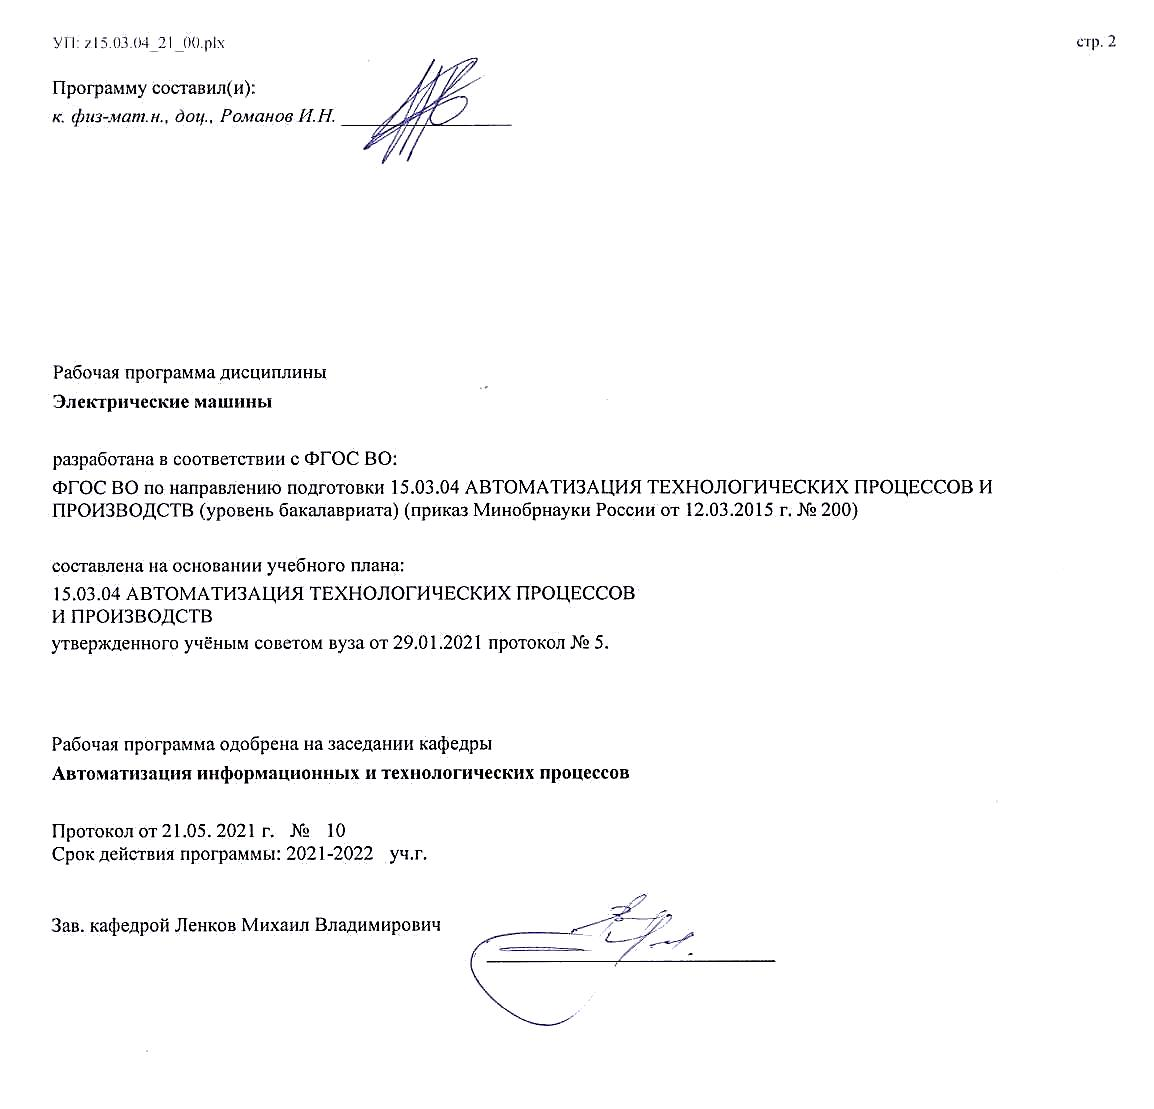 УП: z15.03.04_21_00.plx стр. 2
Программу составил(и):
к. физ-мат.н., доц., Романов И.Н.
Рабочая программа дисциплины
Электрические машины
разработана в соответствии с ФГОС ВО:
ФГОС ВО по направлению подготовки 15.03.04 АВТОМАТИЗАЦИЯ ТЕХНОЛОГИЧЕСКИХ ПРОЦЕССОВ И
ПРОИЗВОДСТВ (уровень бакалавриата) (приказ Минобрнауки России от 12.03.2015 г. № 200)
составлена на основании учебного плана:
15.03.04 АВТОМАТИЗАЦИЯ ТЕХНОЛОГИЧЕСКИХ ПРОЦЕССОВ
И ПРОИЗВОДСТВ
утвержденного учёным советом вуза от 29.01.2021 протокол № 5.
Рабочая программа одобрена на заседании кафедры
Автоматизация информационных и технологических процессов
Протокол от 21.05. 2021 г. № 10
Срок действия программы: 2021-2022 уч.г.
Зав. кафедрой Ленков Михаил Владимирович